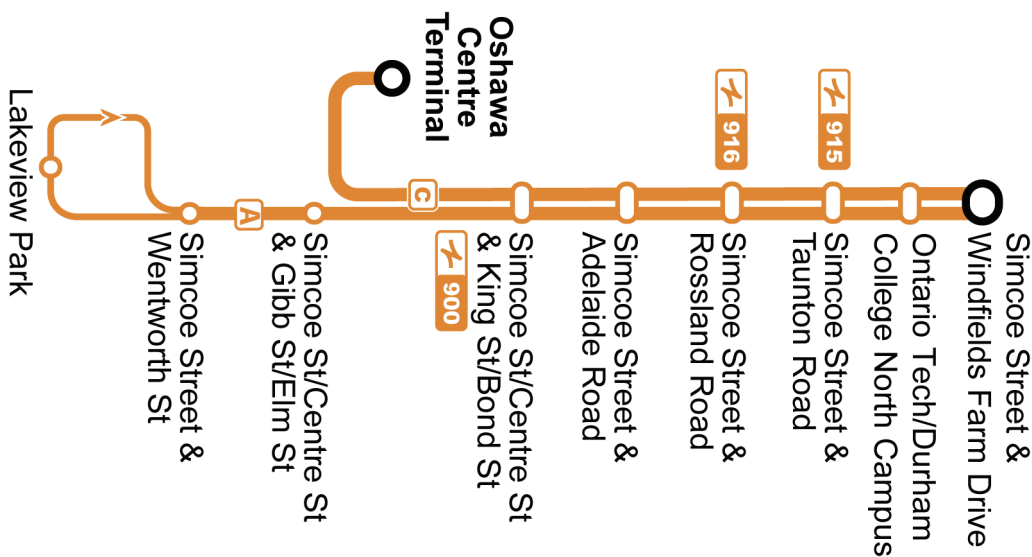 Simcoe Street &
Windfields Farm Drive
Ontario Tech/Durham
College North Campus
915
Simcoe Street &
Taunton Road
916
Simcoe Street &
Rossland Road
Simcoe Street &
Adelaide Road
Simcoe St/Centre St
& King St/Bond St
900
C
Oshawa
Centre
Terminal
Simcoe St/Centre St
& Gibb St/Elm St
A
Simcoe Street &
Wentworth St
Lakeview Park